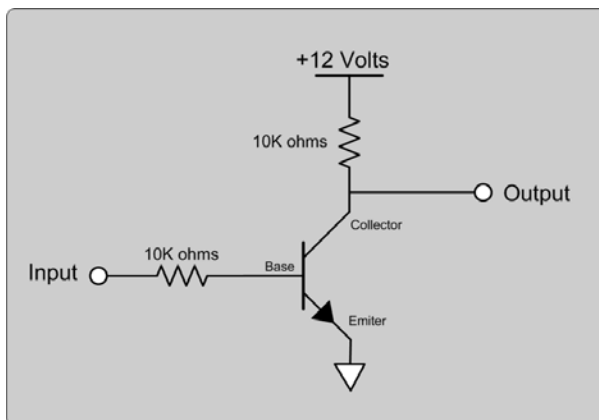 +12 Volts
10K ohms
Output
Collector
10K ohms
Input
Base
Emiter